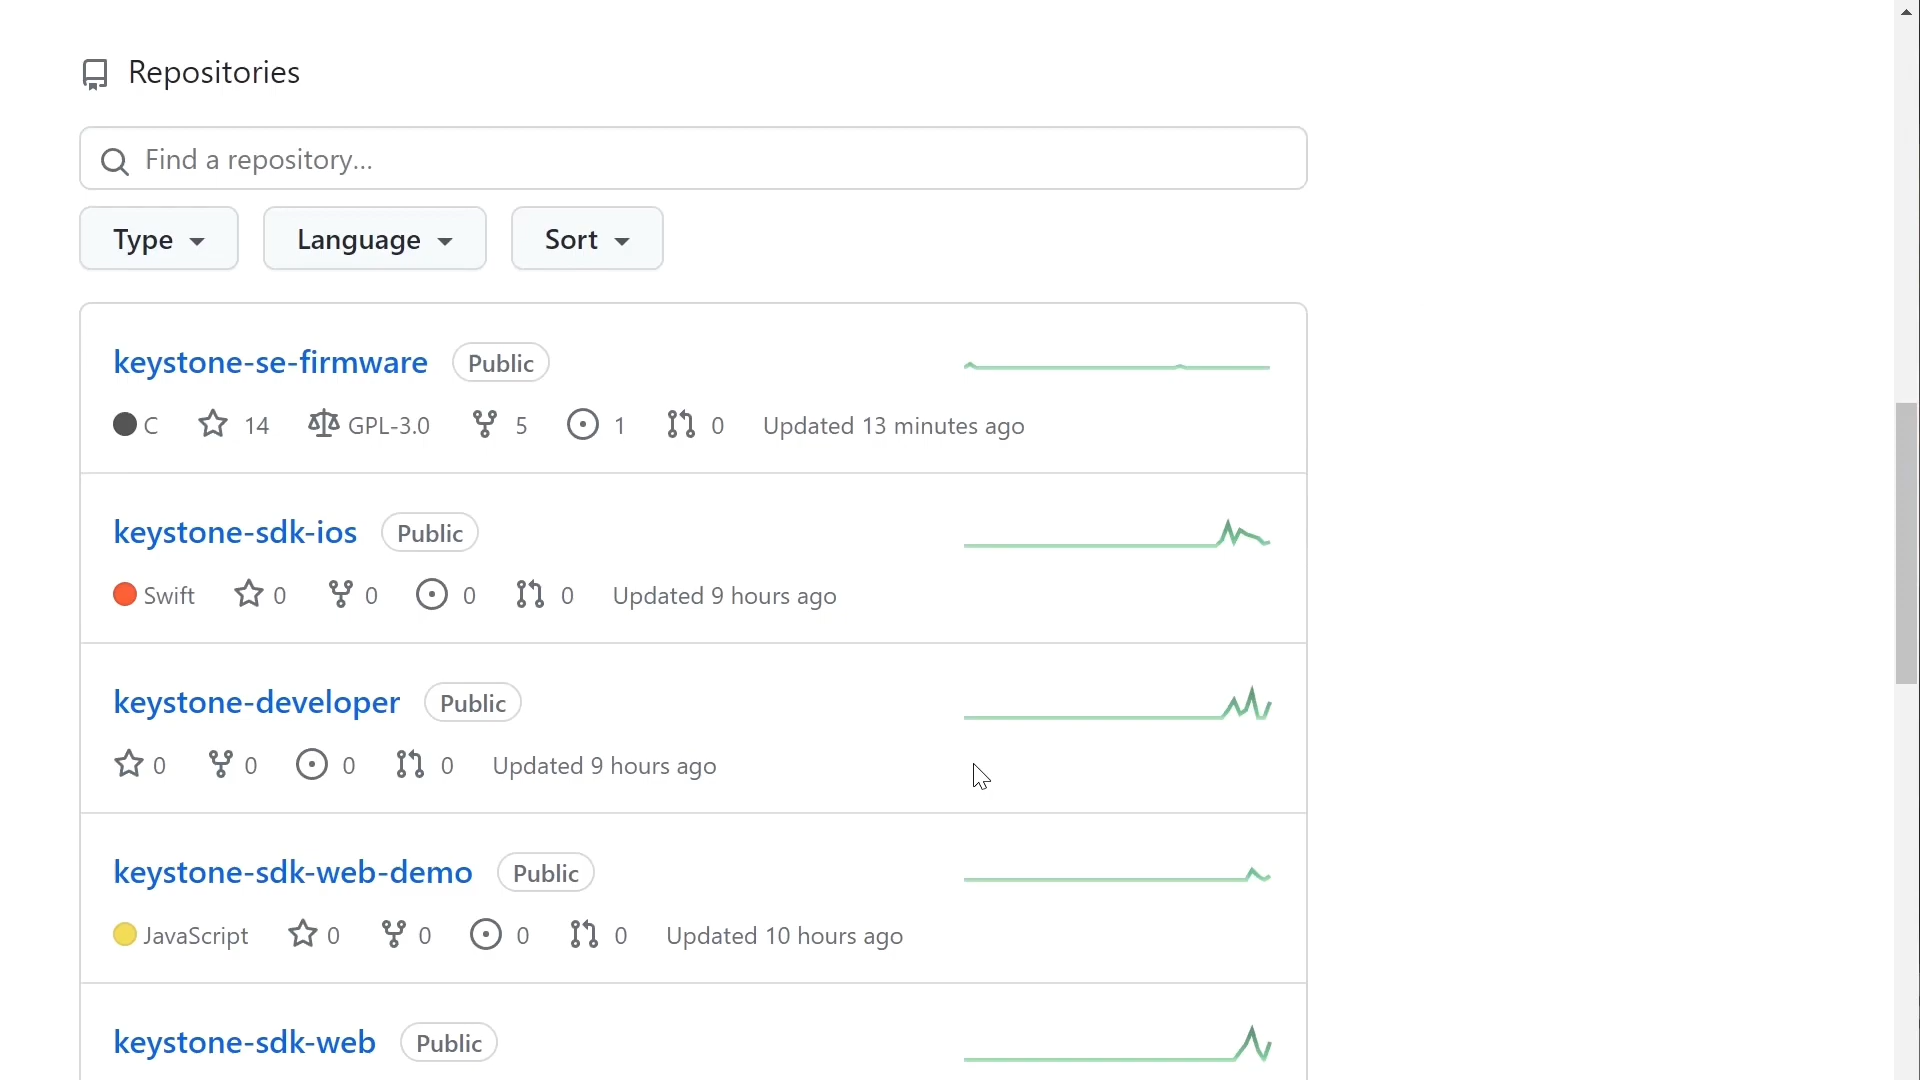 Repositories
Find a repository...
Type
Language
Sort
keystone-se-firmware Public
C 14 GPL-3.0 5 1 0 Updated 13 minutes ago
keystone-sdk-ios Public
Swift 0 0 0 0 Updated 9 hours ago
keystone-developer Public
0 0 0 0 Updated 9 hours ago
keystone-sdk-web-demo Public
JavaScript 0 0 0 0 Updated 10 hours ago
keystone-sdk-web Public